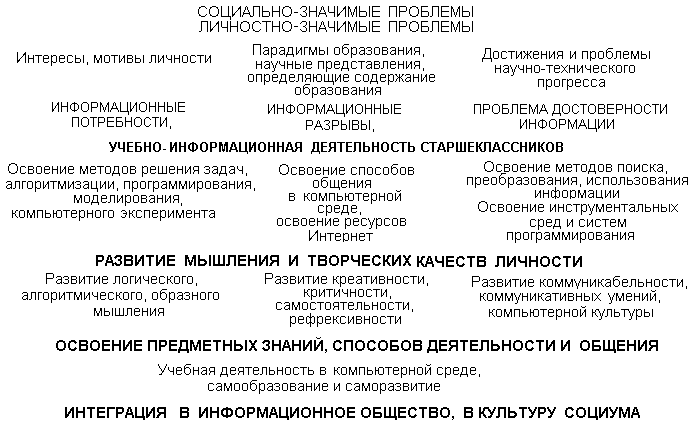 СОЦИАЛЬНО-ЗНАЧИМЫЕ ПРОБЛЕМЫ
ЛИЧНОСТНО-ЗНАЧИМЫЕ ПРОБЛЕМЫ
Интересы, мотивы личности
Парадигмы образования,
научные представления,
определяющие содержание
образования
Достижения и проблемы
научно-технического
прогресса
ИНФОРМАЦИОННЫЕ
ПОТРЕБНОСТИ,
ИНФОРМАЦИОННЫЕ
РАЗРЫВЫ,
ПРОБЛЕМА ДОСТОВЕРНОСТИ
ИНФОРМАЦИИ
УЧЕБНО- ИНФОРМАЦИОННАЯ ДЕЯТЕЛЬНОСТЬ СТАРШЕКЛАССНИКОВ
Освоение методов решения задач,
алгоритмизации, программирования,
моделирования,
компьютерного эксперимента
Освоение способов
общения
в компьютерной
среде,
освоение ресурсов
Интернет
Освоение методов поиска,
преобразования, использования
информации
Освоение инструментальных
сред и систем
программирования
РАЗВИТИЕ МЫШЛЕНИЯ И ТВОРЧЕСКИХ КАЧЕСТВ ЛИЧНОСТИ
Развитие логического,
алгоритмического, образного
мышления
Развитие креативности,
критичности,
самостоятельности,
рефрексивности
Развитие коммуникабельности,
коммуникативных умений,
компьютерной культуры
ОСВОЕНИЕ ПРЕДМЕТНЫХ ЗНАНИЙ, СПОСОБОВ ДЕЯТЕЛЬНОСТИ И ОБЩЕНИЯ
Учебная деятельность в компьютерной среде,
самообразование и саморазвитие
ИНТЕГРАЦИЯ В ИНФОРМАЦИОННОЕ ОБЩЕСТВО, В КУЛЬТУРУ СОЦИУМА